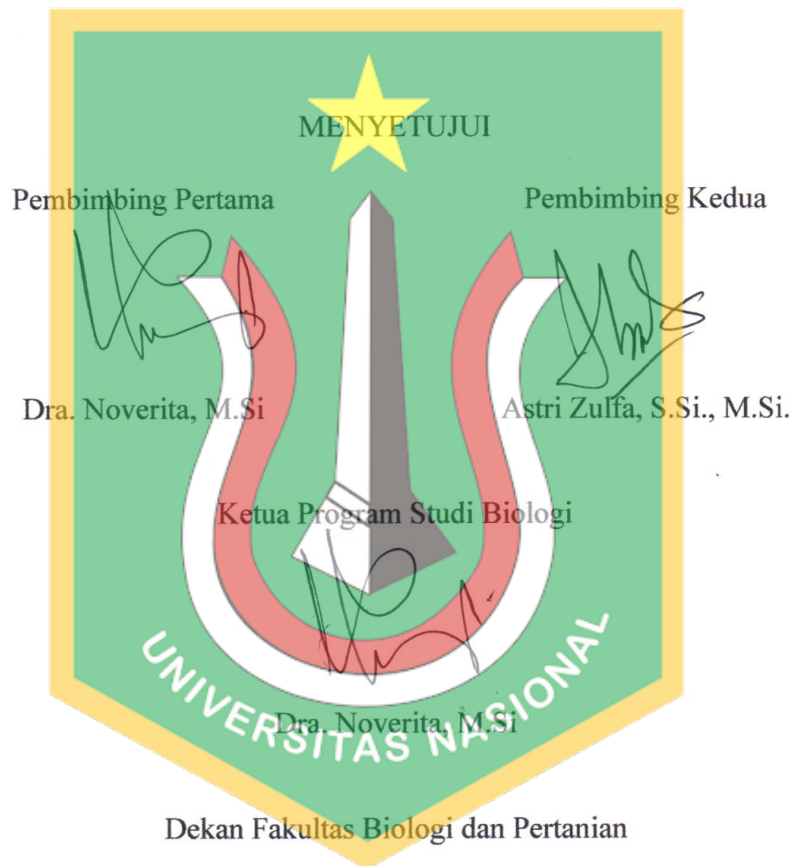 MENYETUJUI
Pembimbing Pertama Pembimbing Kedua
Dra. Noverita, M.Si Astri Zulfa, S.Si., M.Si.
Ketua Program Studi Biologi
Dra. Noverita, M.Si
UNIVERSITAS NASIONAL
Dekan Fakultas Biologi dan Pertanian